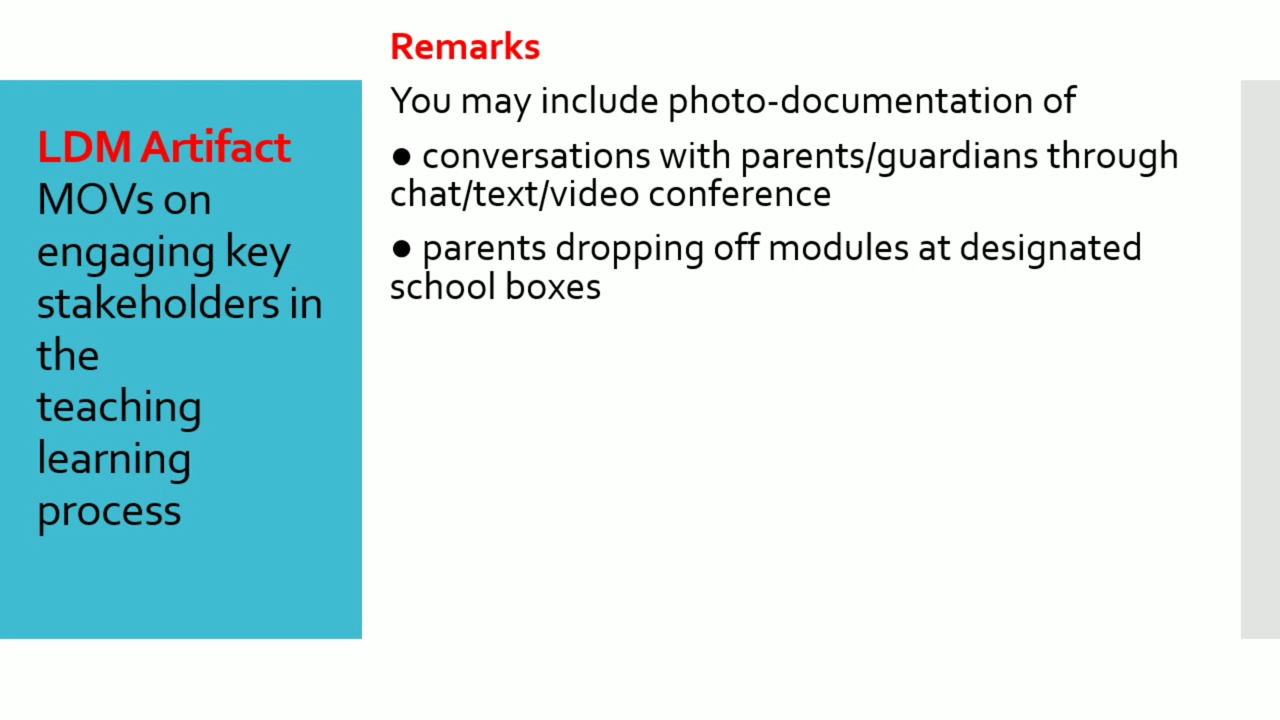 LDM Artifact
MOVs on
engaging key
stakeholders in
the
teaching
learning
process
Remarks
You may include photo-documentation of
● conversations with parents/guardians through
chat/text/video conference
● parents dropping off modules at designated
school boxes